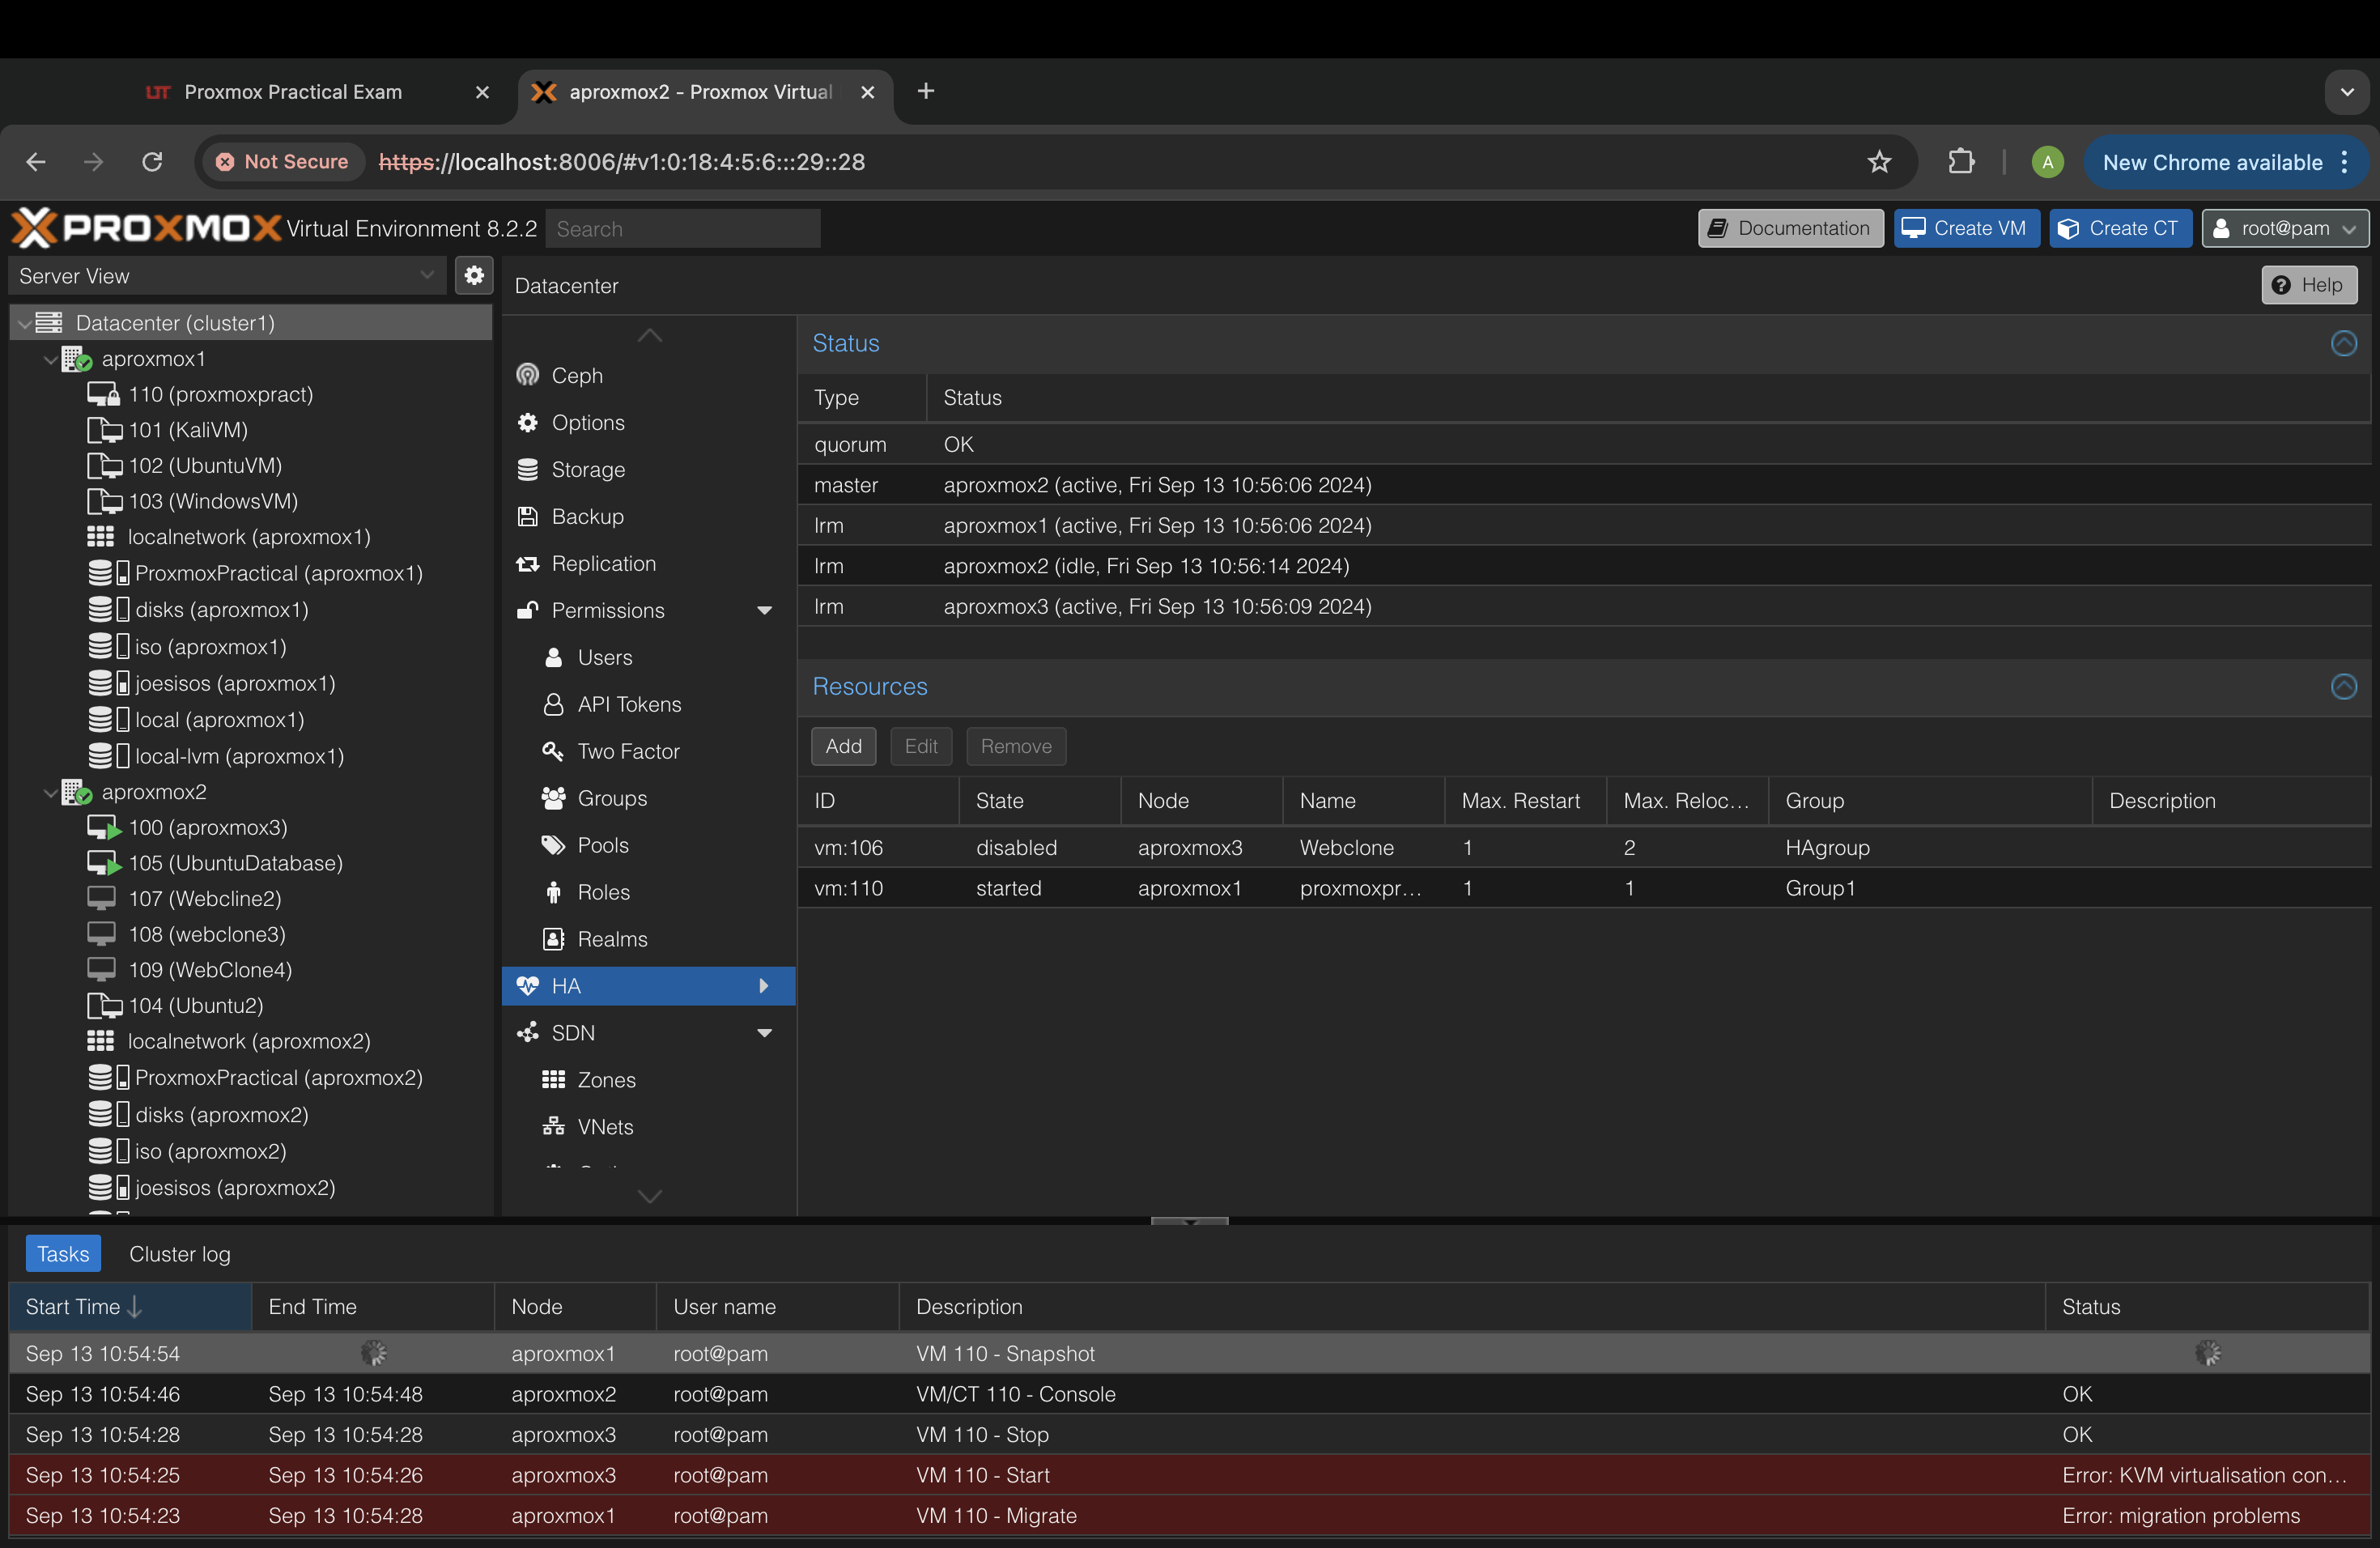 Proxmox Practical Exam
aproxmox2 - Proxmox Virtual
Not Secure https://localhost:8006/#v1:0:18:4:5:6:::29::28
A
New Chrome available
PROXMOX Virtual Environment 8.2.2 Search
Documentation Create VM Create CT root@pam
Server View
Datacenter (cluster1)
aproxmox1
110 (proxmoxpract)
101 (KaliVM)
102 (UbuntuVM)
103 (WindowsVM)
localnetwork (aproxmox1)
ProxmoxPractical (aproxmox1)
disks (aproxmox1)
iso (aproxmox1)
joesisos (aproxmox1)
local (aproxmox1)
local-lvm (aproxmox1)
aproxmox2
100 (aproxmox3)
105 (UbuntuDatabase)
107 (Webcline2)
108 (webclone3)
109 (WebClone4)
104 (Ubuntu2)
localnetwork (aproxmox2)
ProxmoxPractical (aproxmox2)
disks (aproxmox2)
iso (aproxmox2)
joesisos (aproxmox2)
Datacenter
Help
Ceph
Options
Storage
Backup
Replication
Permissions
Users
API Tokens
Two Factor
Groups
Pools
Roles
Realms
HA
SDN
Zones
VNets
Status
Type Status
quorum OK
master aproxmox2 (active, Fri Sep 13 10:56:06 2024)
lrm aproxmox1 (active, Fri Sep 13 10:56:06 2024)
lrm aproxmox2 (idle, Fri Sep 13 10:56:14 2024)
lrm aproxmox3 (active, Fri Sep 13 10:56:09 2024)
Resources
Add Edit Remove
ID State Node Name Max. Restart Max. Reloc... Group Description
vm:106 disabled aproxmox3 Webclone 1 2 HAgroup
vm:110 started aproxmox1 proxmoxpr... 1 1 Group1
Tasks Cluster log
Start Time End Time Node User name Description Status
Sep 13 10:54:54 aproxmox1 root@pam VM 110 - Snapshot
Sep 13 10:54:46 Sep 13 10:54:48 aproxmox2 root@pam VM/CT 110 - Console OK
Sep 13 10:54:28 Sep 13 10:54:28 aproxmox3 root@pam VM 110 - Stop OK
Sep 13 10:54:25 Sep 13 10:54:26 aproxmox3 root@pam VM 110 - Start Error: KVM virtualisation con...
Sep 13 10:54:23 Sep 13 10:54:28 aproxmox1 root@pam VM 110 - Migrate Error: migration problems